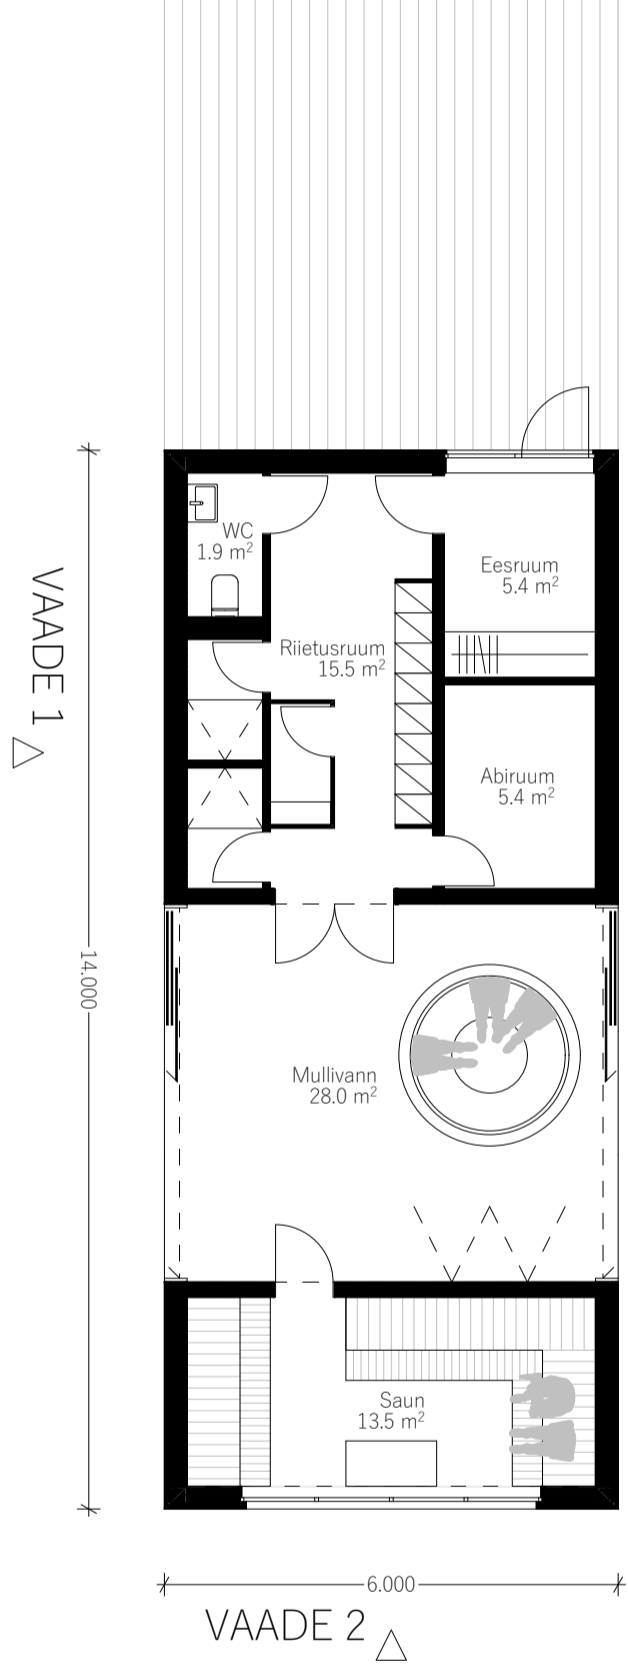 WC
1.9 m²
Eesruum
5.4 m²
Riietusruum
15.5 m²
VAADE 1
Abiruum
5.4 m²
14.000
Mullivann
28.0 m²
Saun
13.5 m²
6.000
VAADE 2